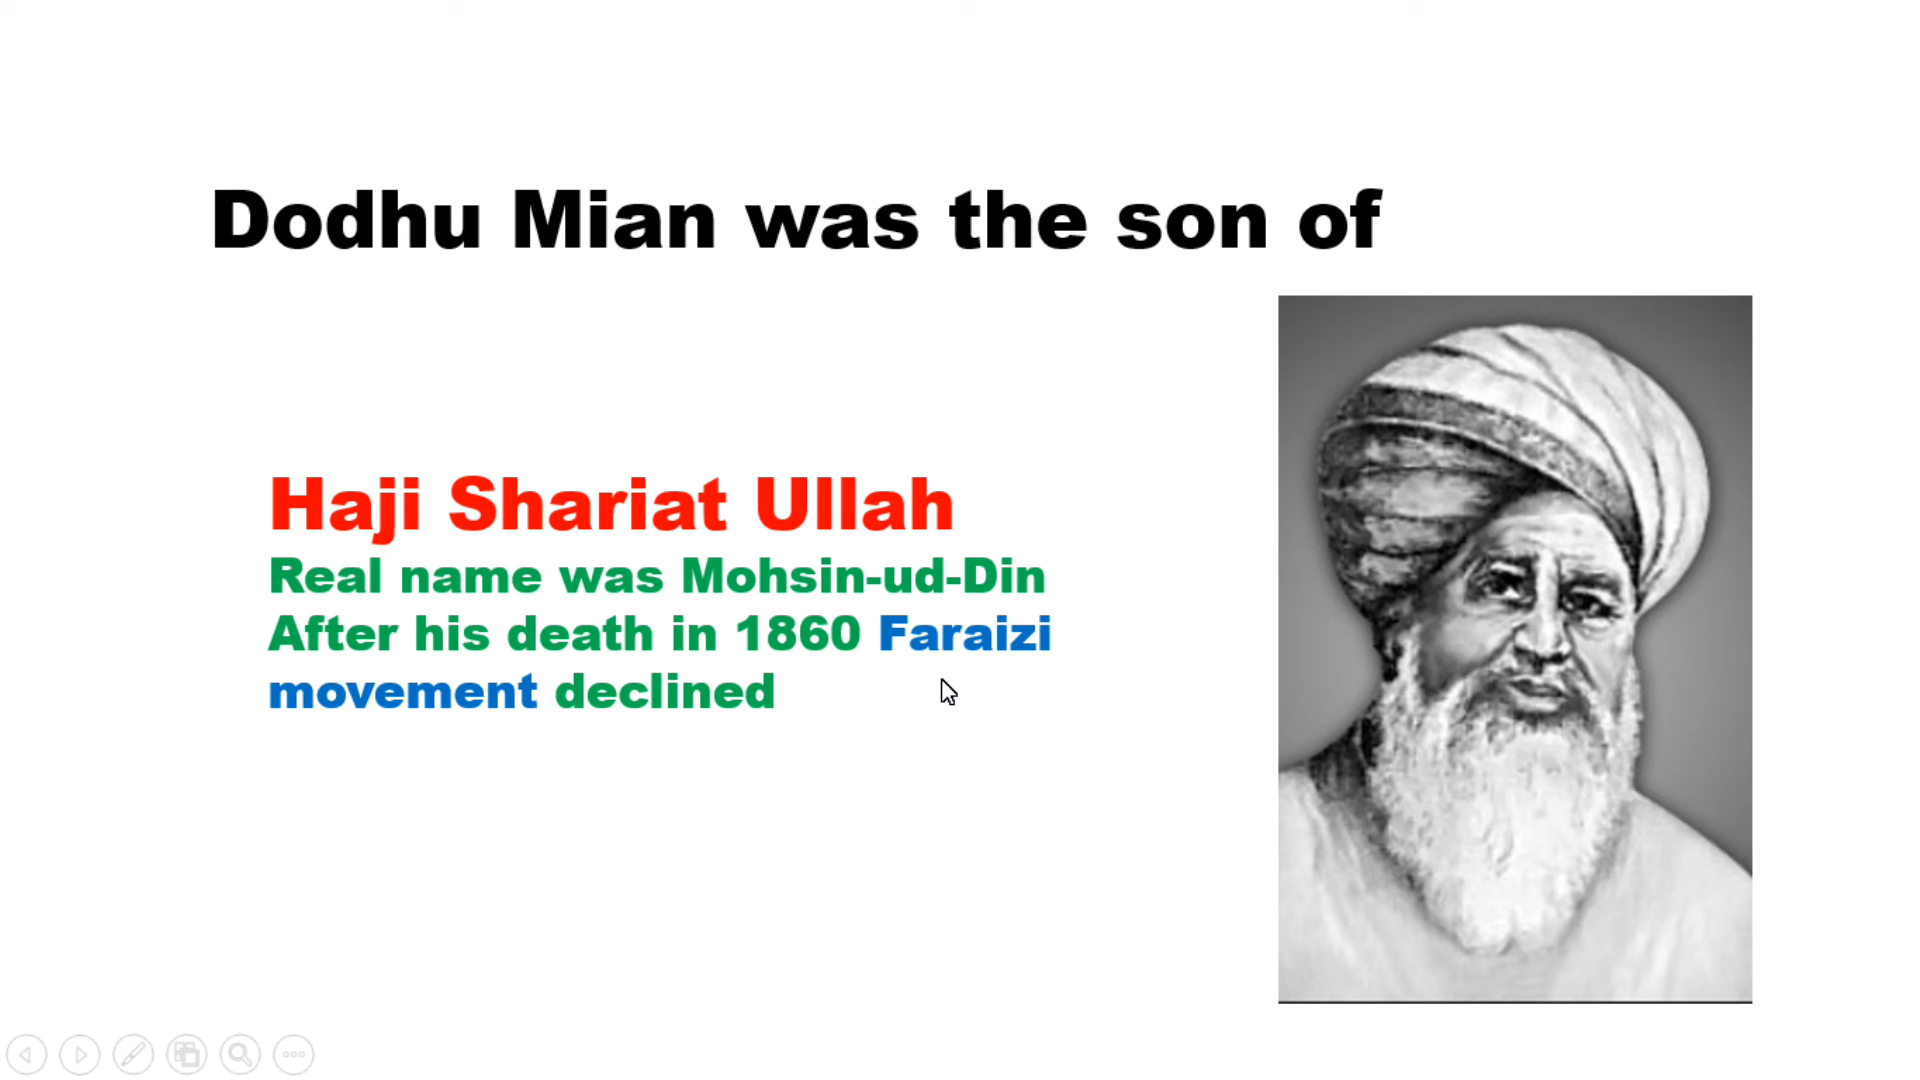 Dodhu Mian was the son of
Haji Shariat Ullah
Real name was Mohsin-ud-Din
After his death in 1860 Faraizi
movement declined